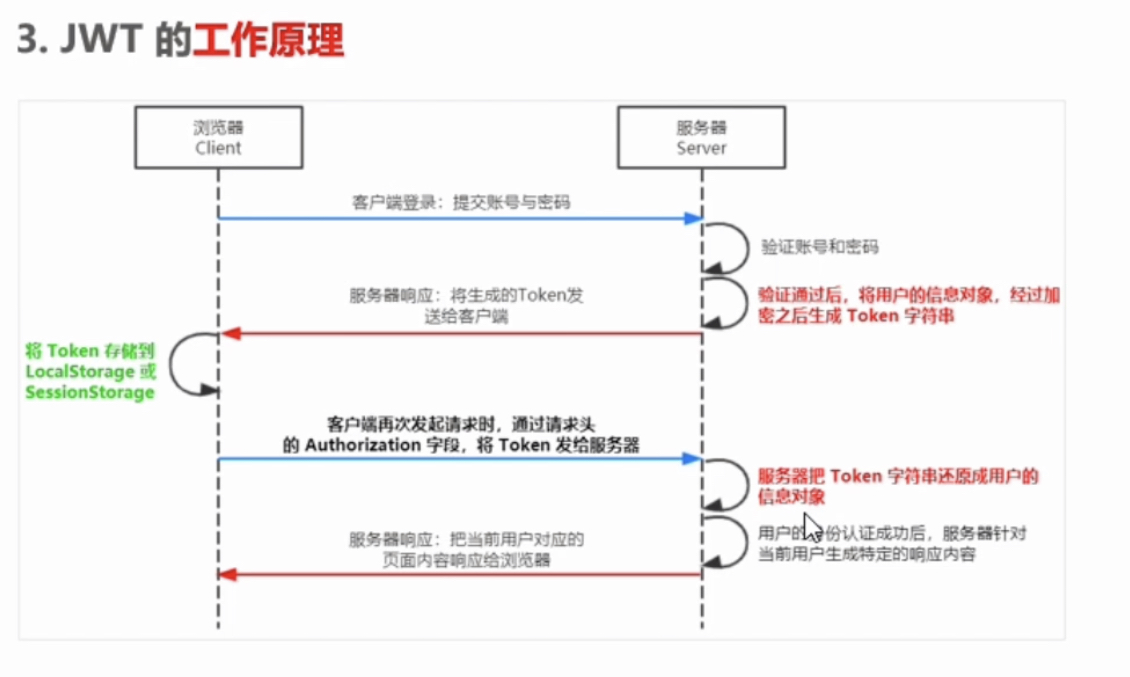 3. JWT 的工作原理
浏览器
Client
服务器
Server
客户端登录：提交账号与密码
验证账号和密码
验证通过后，将用户的信息对象，经过加
密之后生成 Token 字符串
服务器响应：将生成的Token发
送给客户端
将 Token 存储到
LocalStorage 或
SessionStorage
客户端再次发起请求时，通过请求头
的 Authorization 字段，将 Token 发给服务器
服务器把 Token 字符串还原成用户的
信息对象
用户的身份认证成功后，服务器针对
当前用户生成特定的响应内容
服务器响应：把当前用户对应的
页面内容响应给浏览器